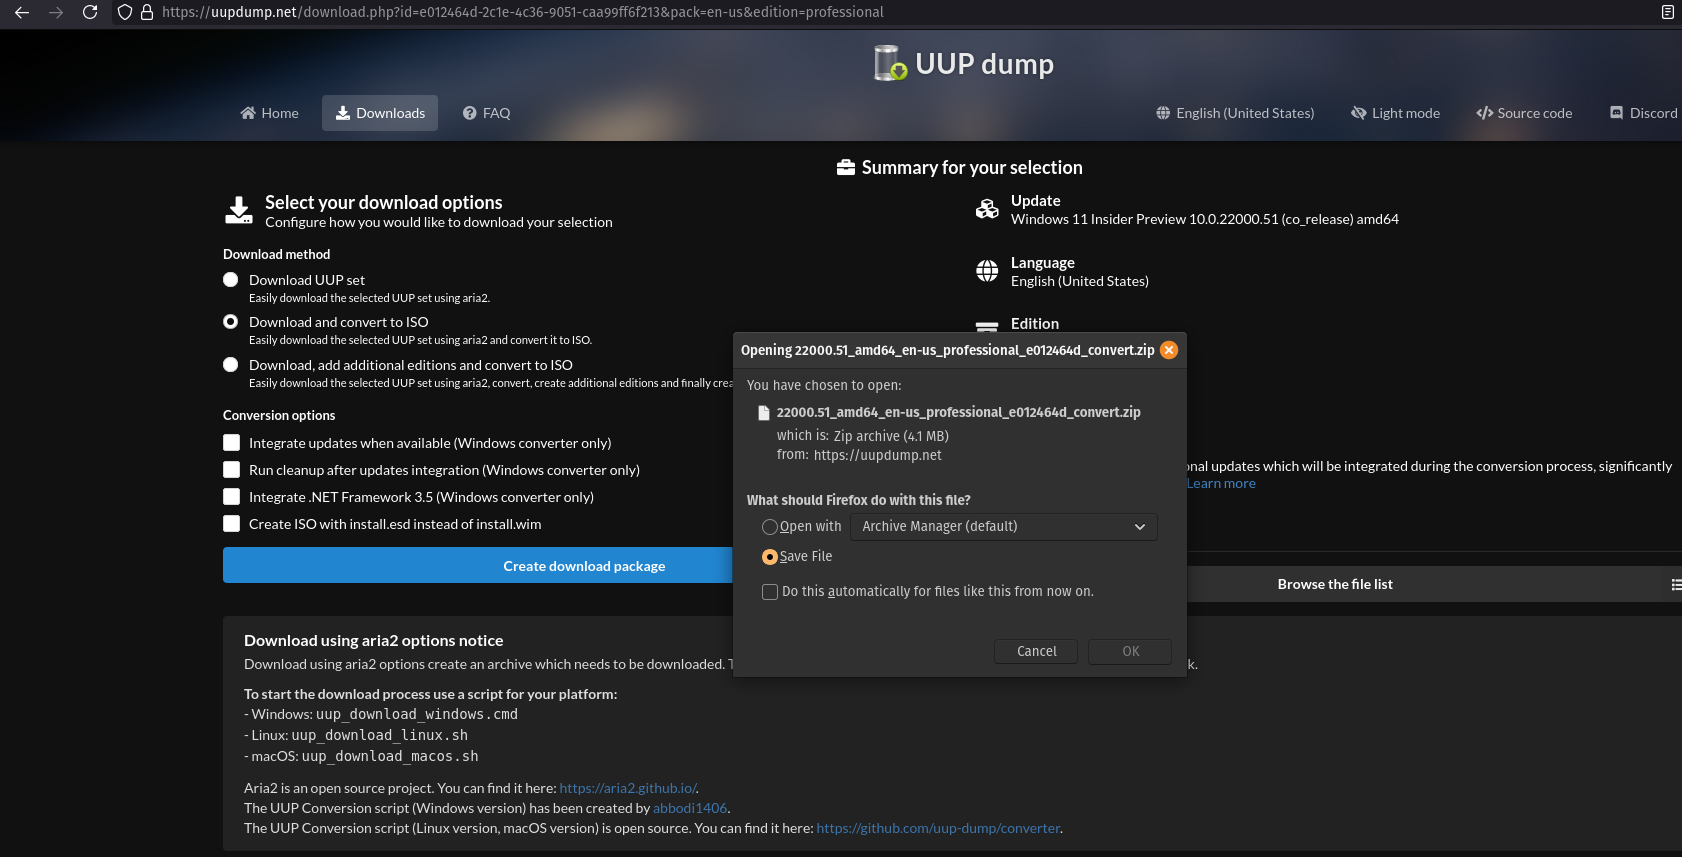 https://uupdump.net/download.php?id=e012464d-2c1e-4c36-9051-caa99ff6f213&pack=en-us&edition=professional
UUP dump
Home
Downloads
FAQ
English (United States)
Light mode
Source code
Discord
Summary for your selection
Select your download options
Configure how you would like to download your selection
Download method
Download UUP set
Easily download the selected UUP set using aria2.
Download and convert to ISO
Easily download the selected UUP set using aria2 and convert it to ISO.
Download, add additional editions and convert to ISO
Easily download the selected UUP set using aria2, convert, create additional editions and finally
Conversion options
Integrate updates when available (Windows converter only)
Run cleanup after updates integration (Windows converter only)
Integrate .NET Framework 3.5 (Windows converter only)
Create ISO with install.esd instead of install.wim
Create download package
Update
Windows 11 Insider Preview 10.0.22000.51 (co_release) amd64
Language
English (United States)
Edition
updates which will be integrated during the conversion process, significantly
Learn more
Browse the file list
Opening 22000.51_amd64_en-us_professional_e012464d_convert.zip
You have chosen to open:
22000.51_amd64_en-us_professional_e012464d_convert.zip
which is: Zip archive (4.1 MB)
from: https://uupdump.net
What should Firefox do with this file?
Open with
Archive Manager (default)
Save File
Do this automatically for files like this from now on.
Cancel
OK
Download using aria2 options notice
Download using aria2 options create an archive which needs to be downloaded.
To start the download process use a script for your platform:
- Windows: uup_download_windows.cmd
- Linux: uup_download_linux.sh
- macOS: uup_download_macos.sh
Aria2 is an open source project. You can find it here: https://aria2.github.io/.
The UUP Conversion script (Windows version) has been created by abbodi1406.
The UUP Conversion script (Linux version, macOS version) is open source. You can find it here: https://github.com/uup-dump/converter.